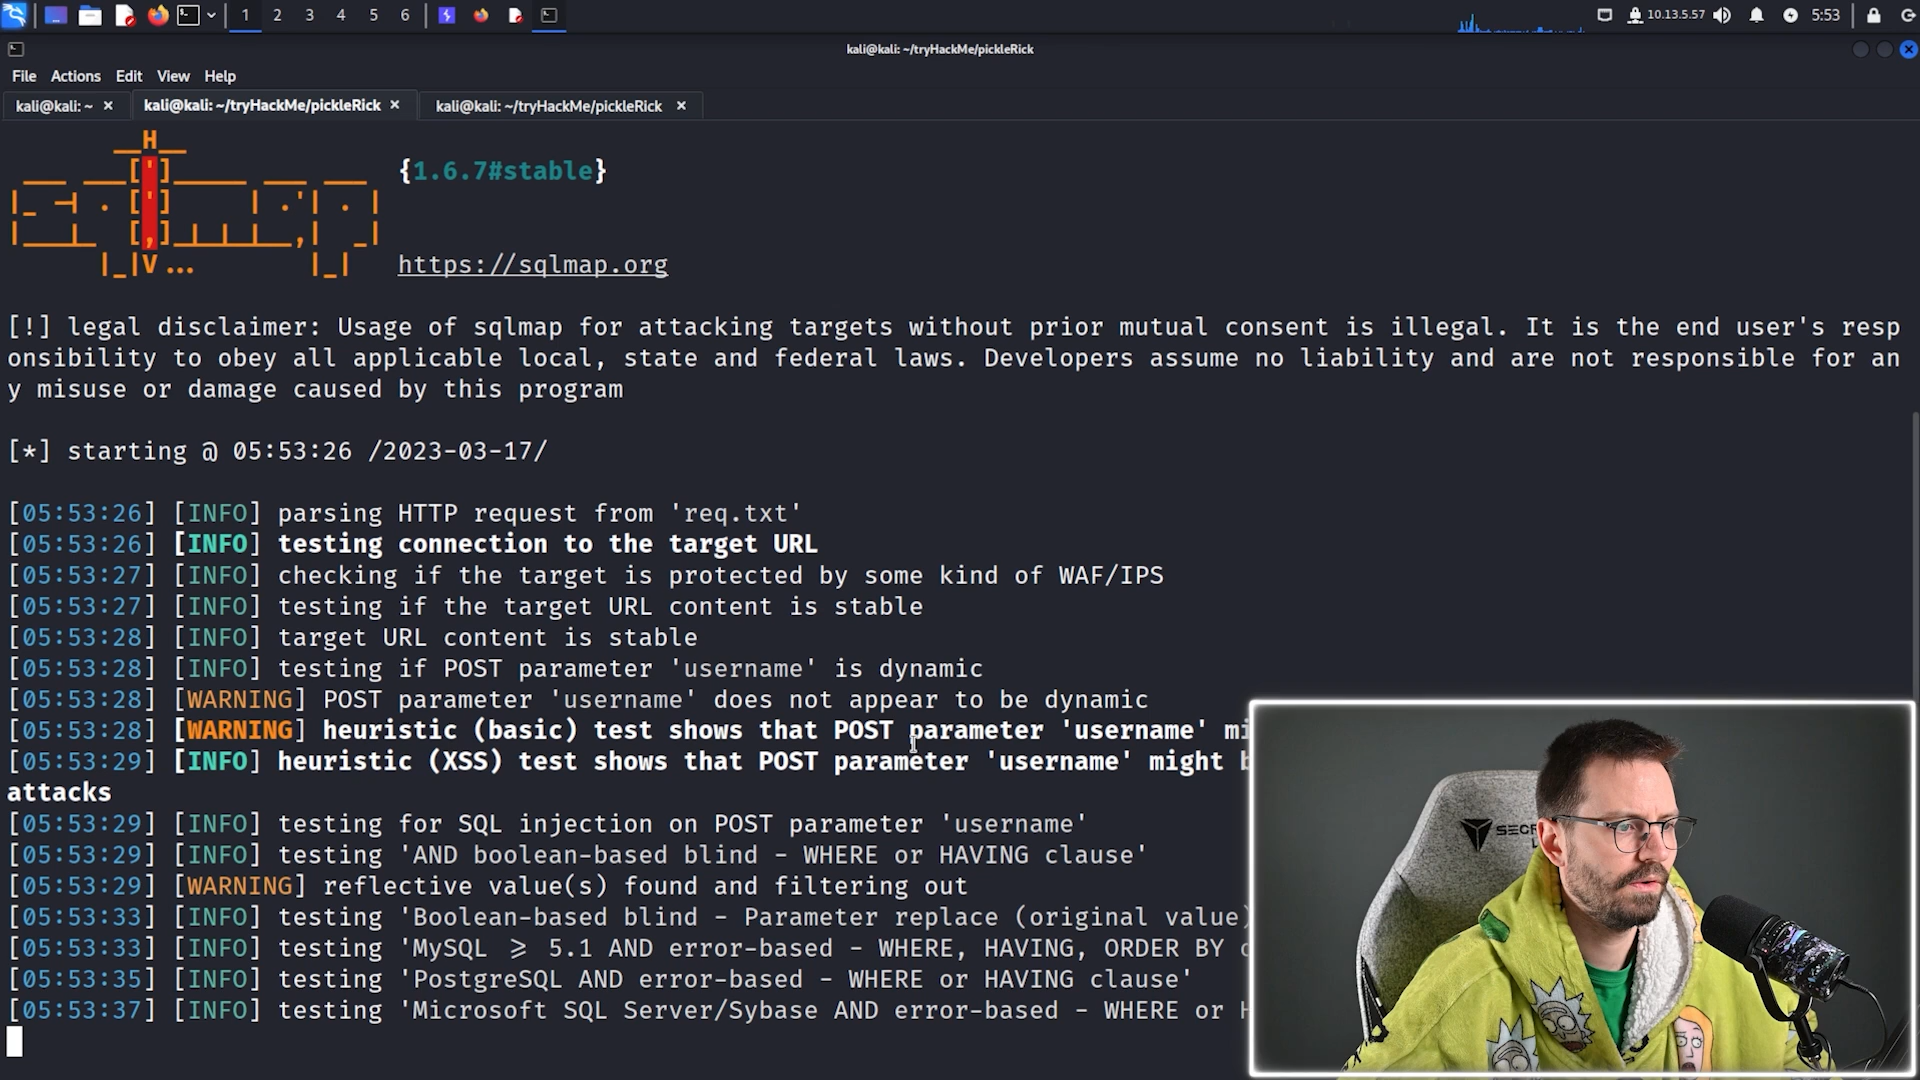 1 2 3 4 5 6
10.13.5.57
5:53
kali@kali: ~/tryHackMe/pickleRick
File Actions Edit View Help
kali@kali: ~ ×
kali@kali: ~/tryHackMe/pickleRick ×
kali@kali: ~/tryHackMe/pickleRick ×
{1.6.7#stable}
https://sqlmap.org
[!] legal disclaimer: Usage of sqlmap for attacking targets without prior mutual consent is illegal. It is the end user's resp
onsibility to obey all applicable local, state and federal laws. Developers assume no liability and are not responsible for an
y misuse or damage caused by this program
[*] starting @ 05:53:26 /2023-03-17/
[05:53:26] [INFO] parsing HTTP request from 'req.txt'
[05:53:26] [INFO] testing connection to the target URL
[05:53:27] [INFO] checking if the target is protected by some kind of WAF/IPS
[05:53:27] [INFO] testing if the target URL content is stable
[05:53:28] [INFO] target URL content is stable
[05:53:28] [INFO] testing if POST parameter 'username' is dynamic
[05:53:28] [WARNING] POST parameter 'username' does not appear to be dynamic
[05:53:28] [WARNING] heuristic (basic) test shows that POST parameter 'username'
[05:53:29] [INFO] heuristic (XSS) test shows that POST parameter 'username' might
attacks
[05:53:29] [INFO] testing for SQL injection on POST parameter 'username'
[05:53:29] [INFO] testing 'AND boolean-based blind - WHERE or HAVING clause'
[05:53:29] [WARNING] reflective value(s) found and filtering out
[05:53:33] [INFO] testing 'Boolean-based blind - Parameter replace (original value)
[05:53:33] [INFO] testing 'MySQL >= 5.1 AND error-based - WHERE, HAVING, ORDER BY
[05:53:35] [INFO] testing 'PostgreSQL AND error-based - WHERE or HAVING clause'
[05:53:37] [INFO] testing 'Microsoft SQL Server/Sybase AND error-based - WHERE or